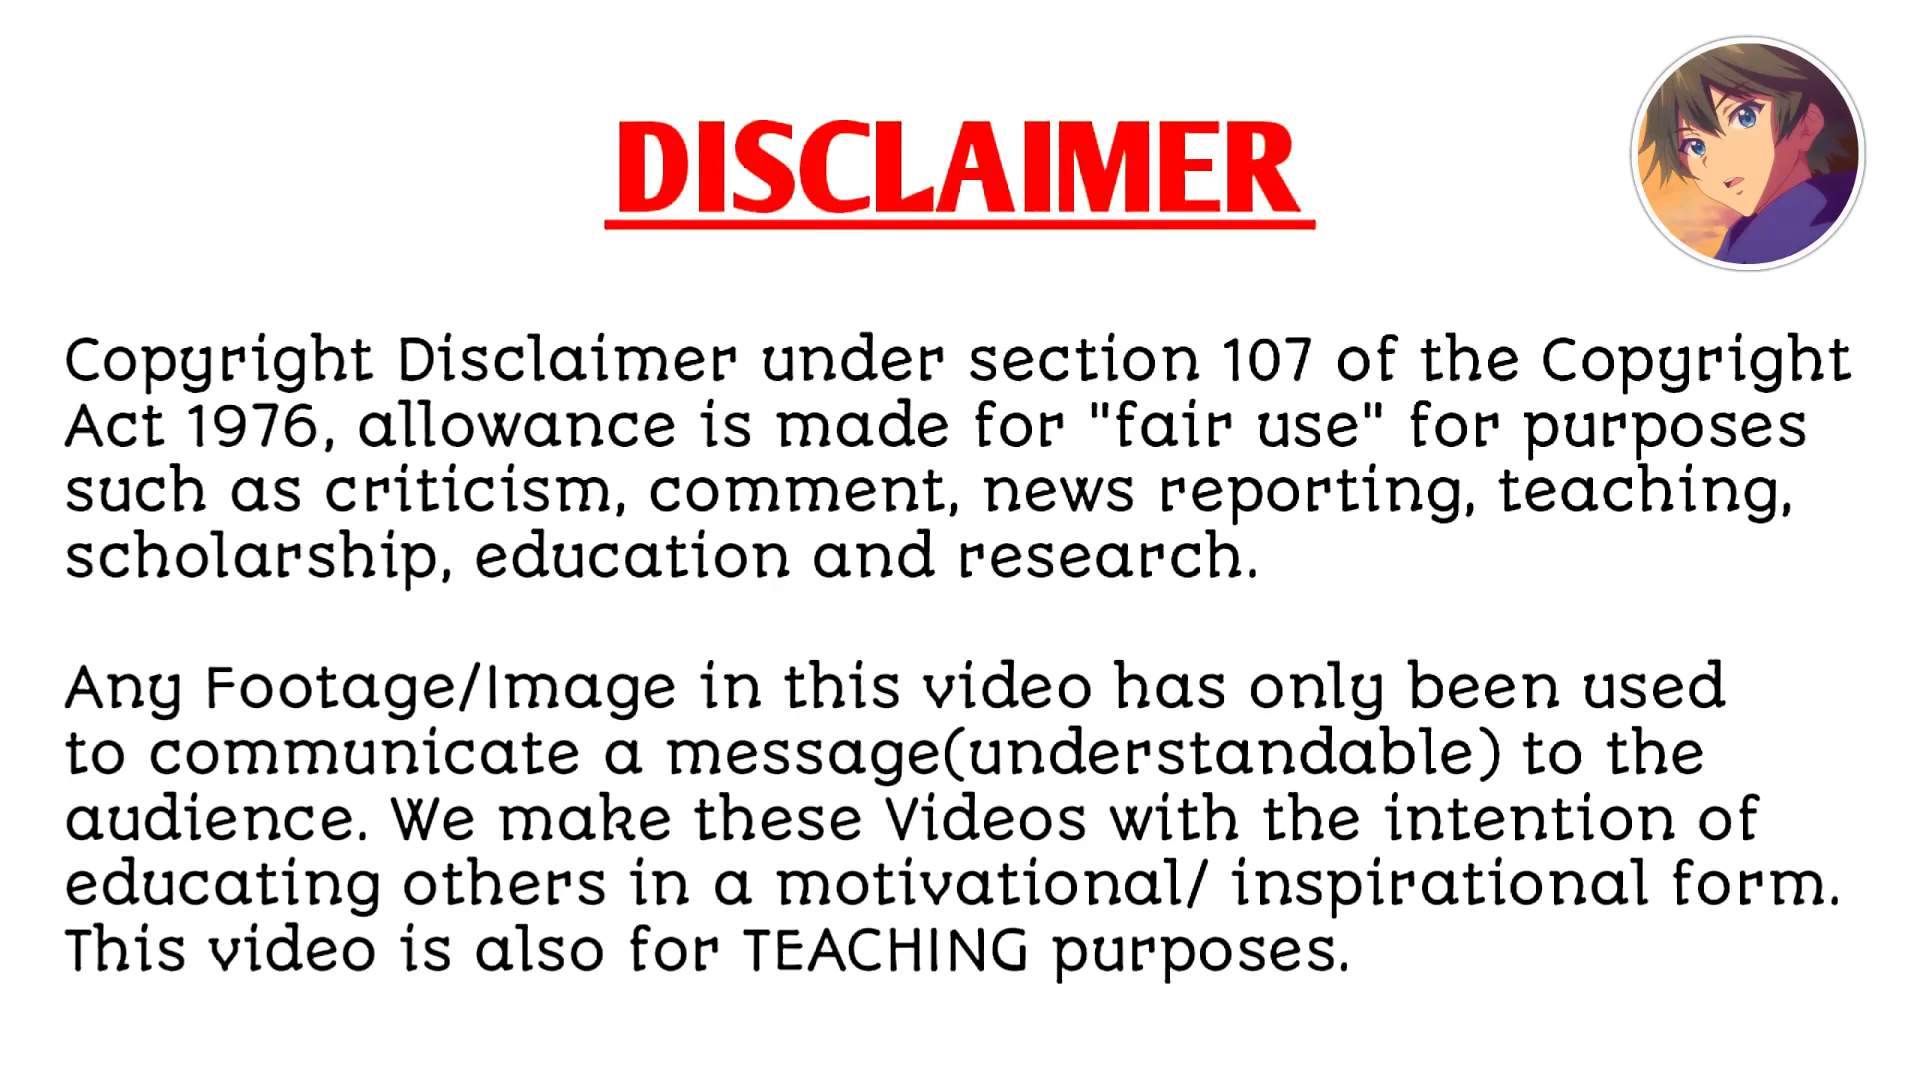 DISCLAIMER
Copyright Disclaimer under section 107 of the Copyright
Act 1976, allowance is made for "fair use" for purposes
such as criticism, comment, news reporting, teaching,
scholarship, education and research.
Any Footage/Image in this video has only been used
to communicate a message(understandable) to the
audience. We make these Videos with the intention of
educating others in a motivational/ inspirational form.
This video is also for TEACHING purposes.